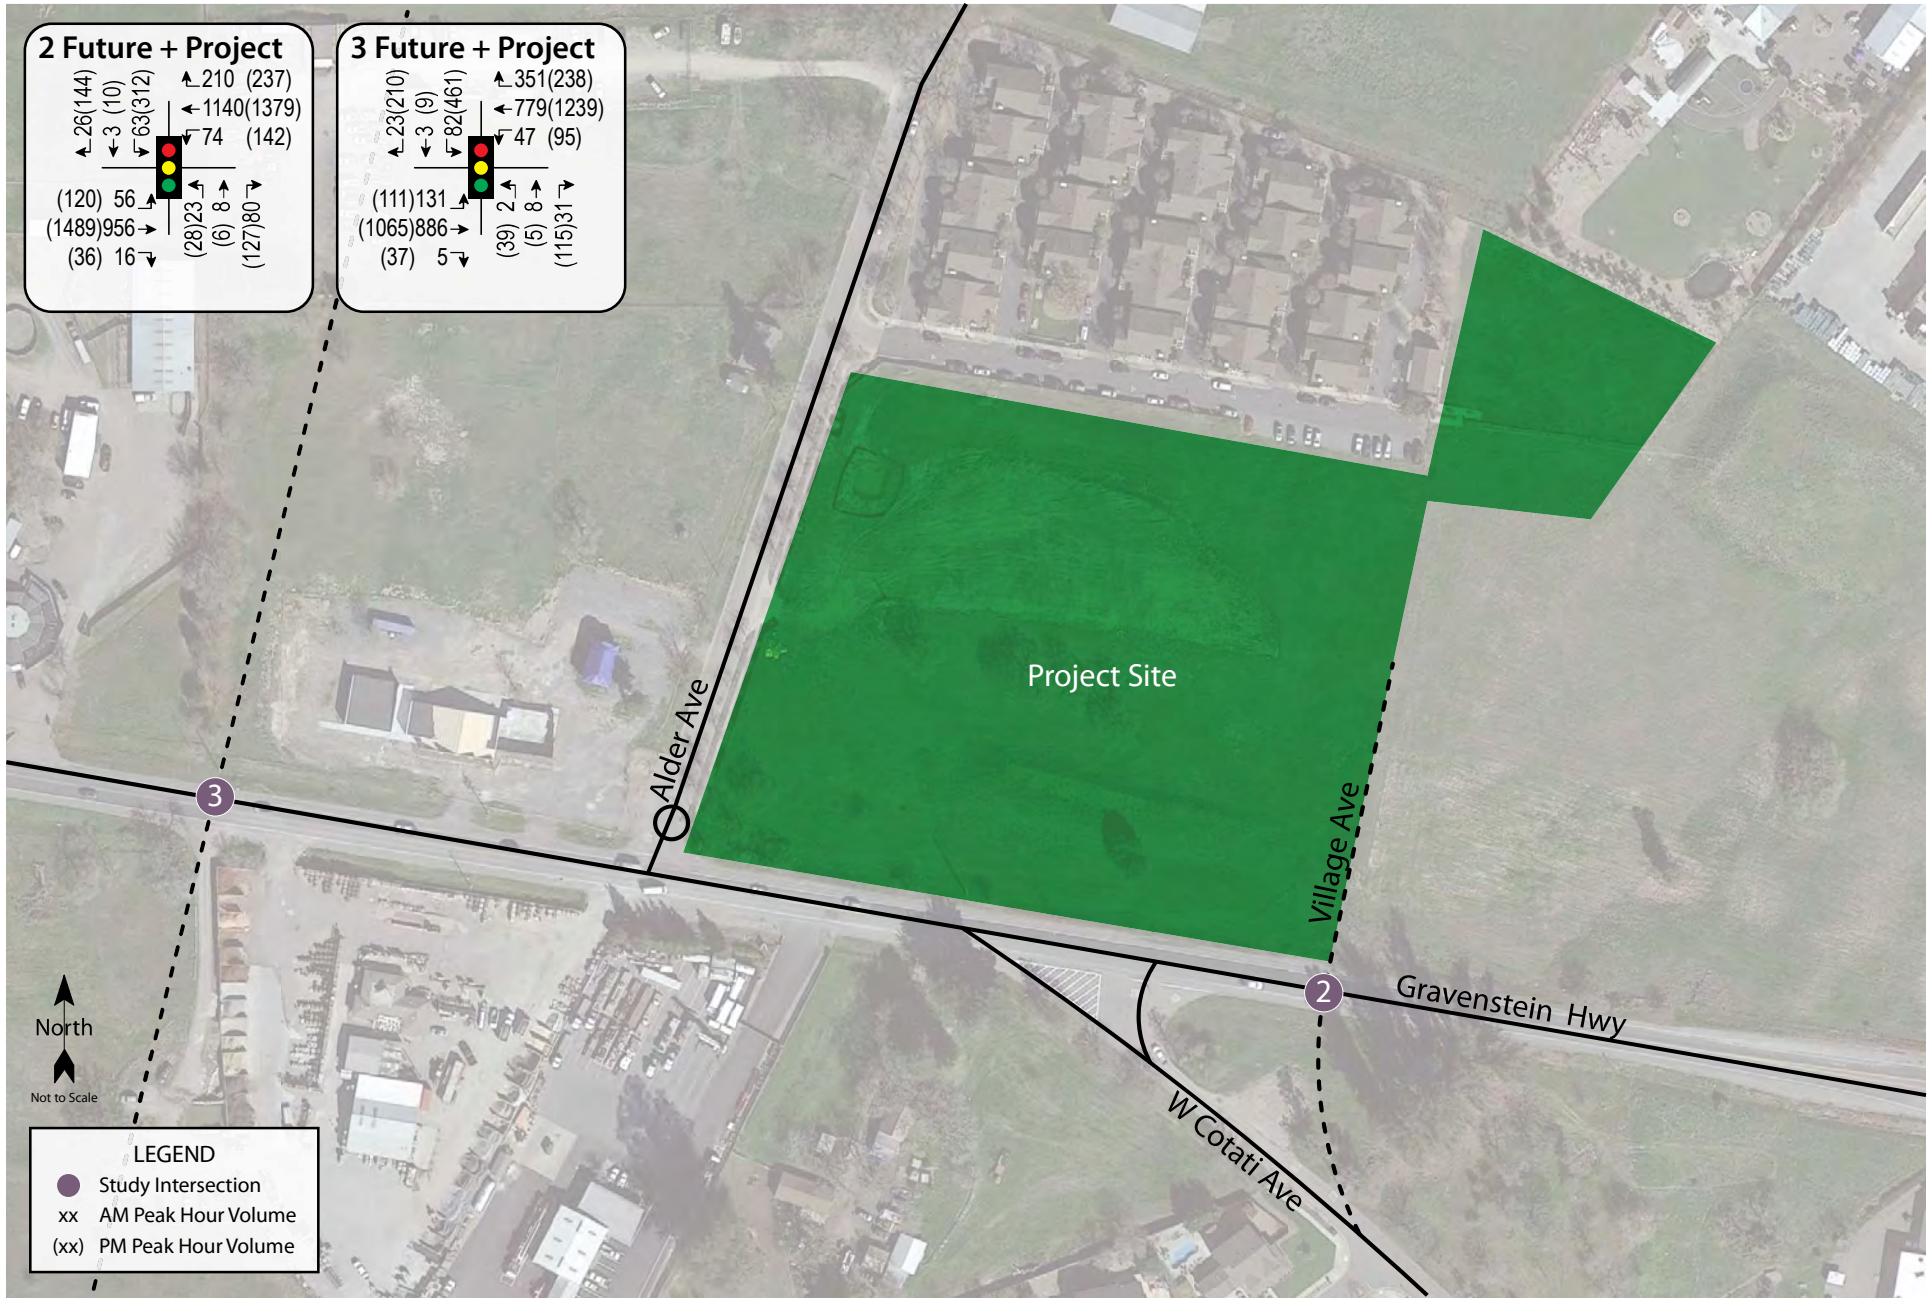 2 Future + Project
26(144)
3 (10)
63(312)
210 (237)
1140(1379)
74 (142)
(120) 56
(1489)956
(36) 16
(28)23
(6) 8
(127)80
3 Future + Project
23(210)
3 (9)
82(461)
351(238)
779(1239)
47 (95)
(111)131
(1065)886
(37) 5
(39) 2
(5) 8
(115)31
Project Site
Alder Ave
Village Ave
3
2
Gravenstein Hwy
W Cotati Ave
North
Not to Scale
LEGEND
Study Intersection
xx AM Peak Hour Volume
(xx) PM Peak Hour Volume